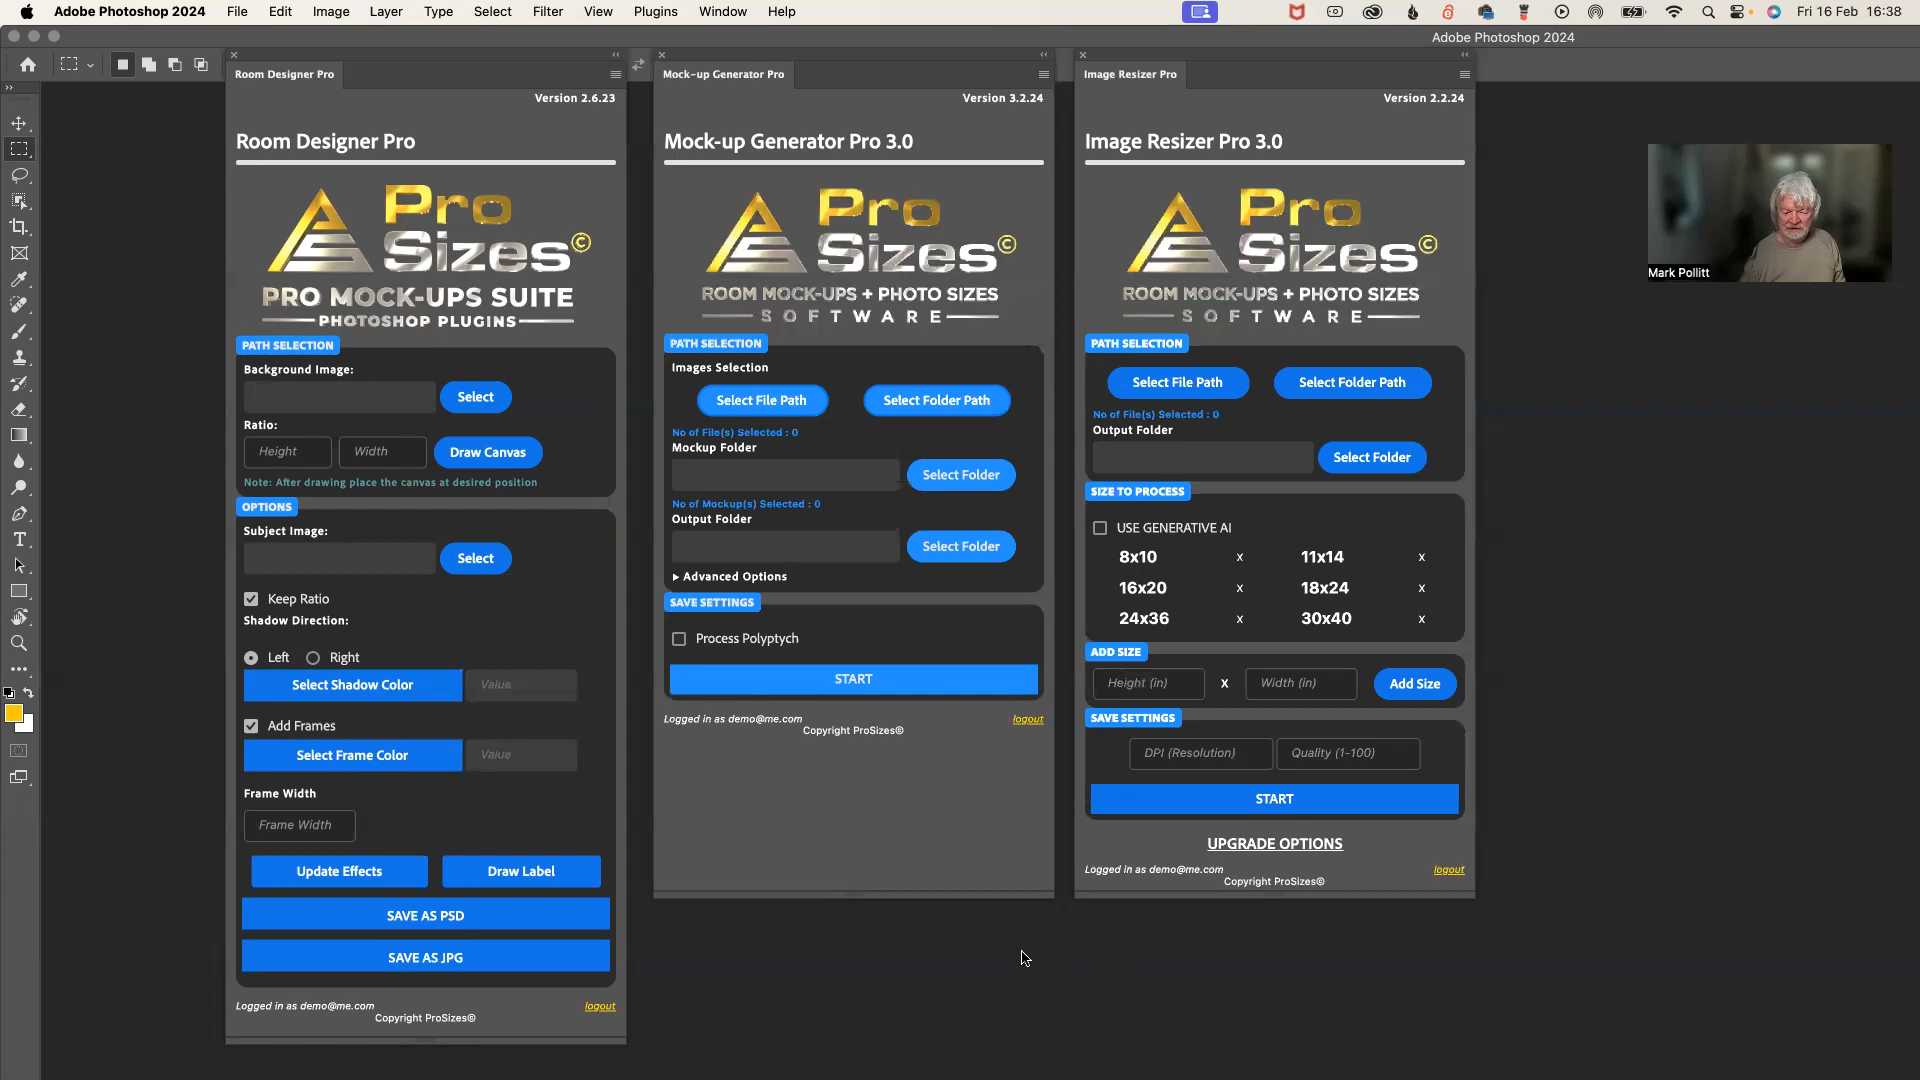 Adobe Photoshop 2024 File Edit Image Layer Type Select Filter View Plugins Window Help Fri 16 Feb 16:38
Adobe Photoshop 2024
Room Designer Pro
Version 2.6.23
Room Designer Pro
Pro
Sizes©
PRO MOCK-UPS SUITE
PHOTOSHOP PLUGINS
PATH SELECTION
Background Image:
Select
Ratio:
Height Width Draw Canvas
Note: After drawing place the canvas at desired position
OPTIONS
Subject Image:
Select
Keep Ratio
Shadow Direction:
Left Right
Select Shadow Color Value
Add Frames
Select Frame Color Value
Frame Width
Frame Width
Update Effects Draw Label
SAVE AS PSD
SAVE AS JPG
Logged in as demo@me.com logout
Copyright ProSizes©
Mock-up Generator Pro
Version 3.2.24
Mock-up Generator Pro 3.0
Pro
Sizes©
ROOM MOCK-UPS + PHOTO SIZES
SOFTWARE
PATH SELECTION
Images Selection
Select File Path Select Folder Path
No of File(s) Selected : 0
Mockup Folder
Select Folder
No of Mockup(s) Selected : 0
Output Folder
Select Folder
▸ Advanced Options
SAVE SETTINGS
Process Polyptych
START
Logged in as demo@me.com logout
Copyright ProSizes©
Image Resizer Pro
Version 2.2.24
Image Resizer Pro 3.0
Pro
Sizes©
ROOM MOCK-UPS + PHOTO SIZES
SOFTWARE
PATH SELECTION
Select File Path Select Folder Path
No of File(s) Selected : 0
Output Folder
Select Folder
SIZE TO PROCESS
USE GENERATIVE AI
8x10 x 11x14 x
16x20 x 18x24 x
24x36 x 30x40 x
ADD SIZE
Height (in) X Width (in) Add Size
SAVE SETTINGS
DPI (Resolution) Quality (1-100)
START
UPGRADE OPTIONS
Logged in as demo@me.com logout
Copyright ProSizes©
Mark Pollitt